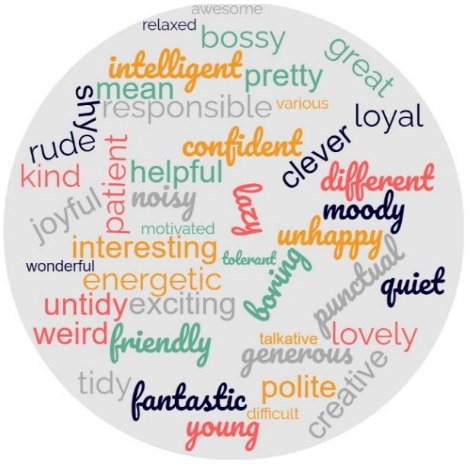 awesome
relaxed
bossy
great
intelligent
pretty
mean
shy
responsible
various
loyal
rude
confident
clever
kind
patient
helpful
different
joyful
noisy
lazy
moody
motivated
unhappy
interesting
tolerant
wonderful
energetic
boring
punctual
quiet
untidy
exciting
weird
friendly
talkative
lovely
generous
tidy
fantastic
polite
creative
difficult
young